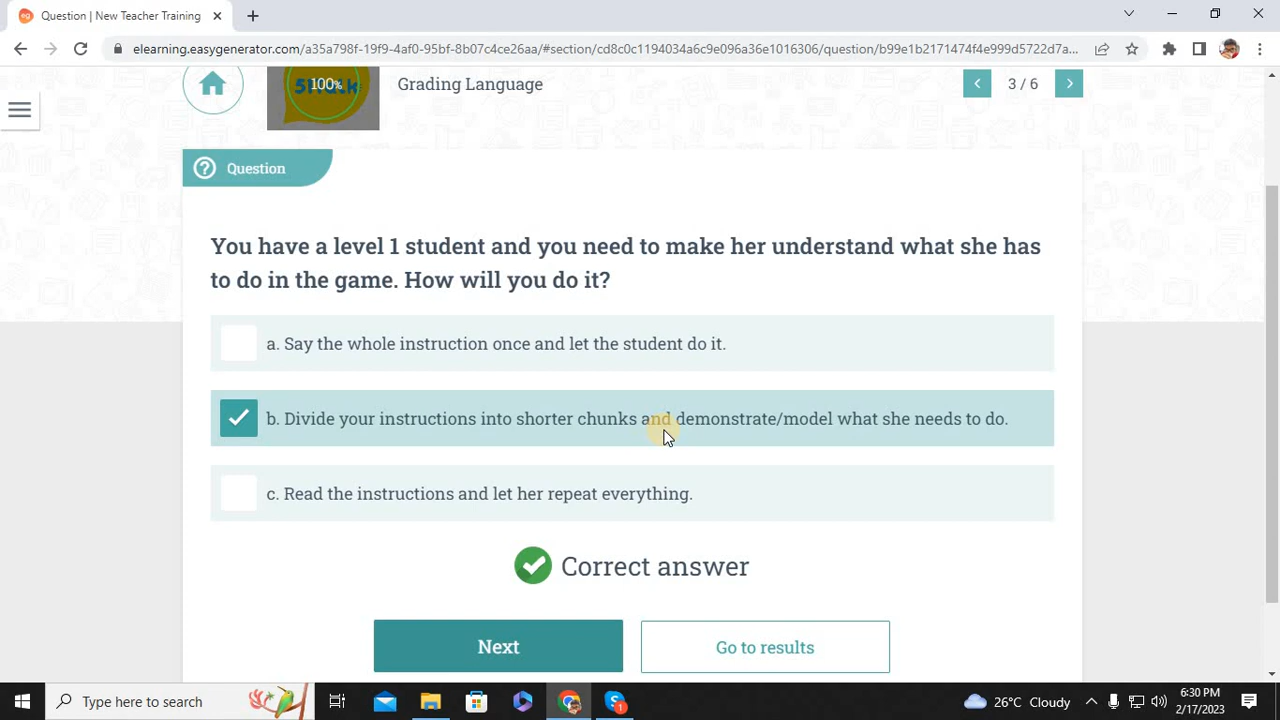 Question | New Teacher Training
elearning.easygenerator.com/a35a798f-19f9-4af0-95bf-8b07c4ce29ea/#section/cd8c0c1194034a6c9e096a36e1016306/question/b99e1b2171474f4e999d5722d7a...
100%
Grading Language
3 / 6
Question
You have a level 1 student and you need to make her understand what she has
to do in the game. How will you do it?
a. Say the whole instruction once and let the student do it.
b. Divide your instructions into shorter chunks and demonstrate/model what she needs to do.
c. Read the instructions and let her repeat everything.
Correct answer
Next
Go to results
Type here to search
26°C Cloudy
6:30 PM
2/17/2023